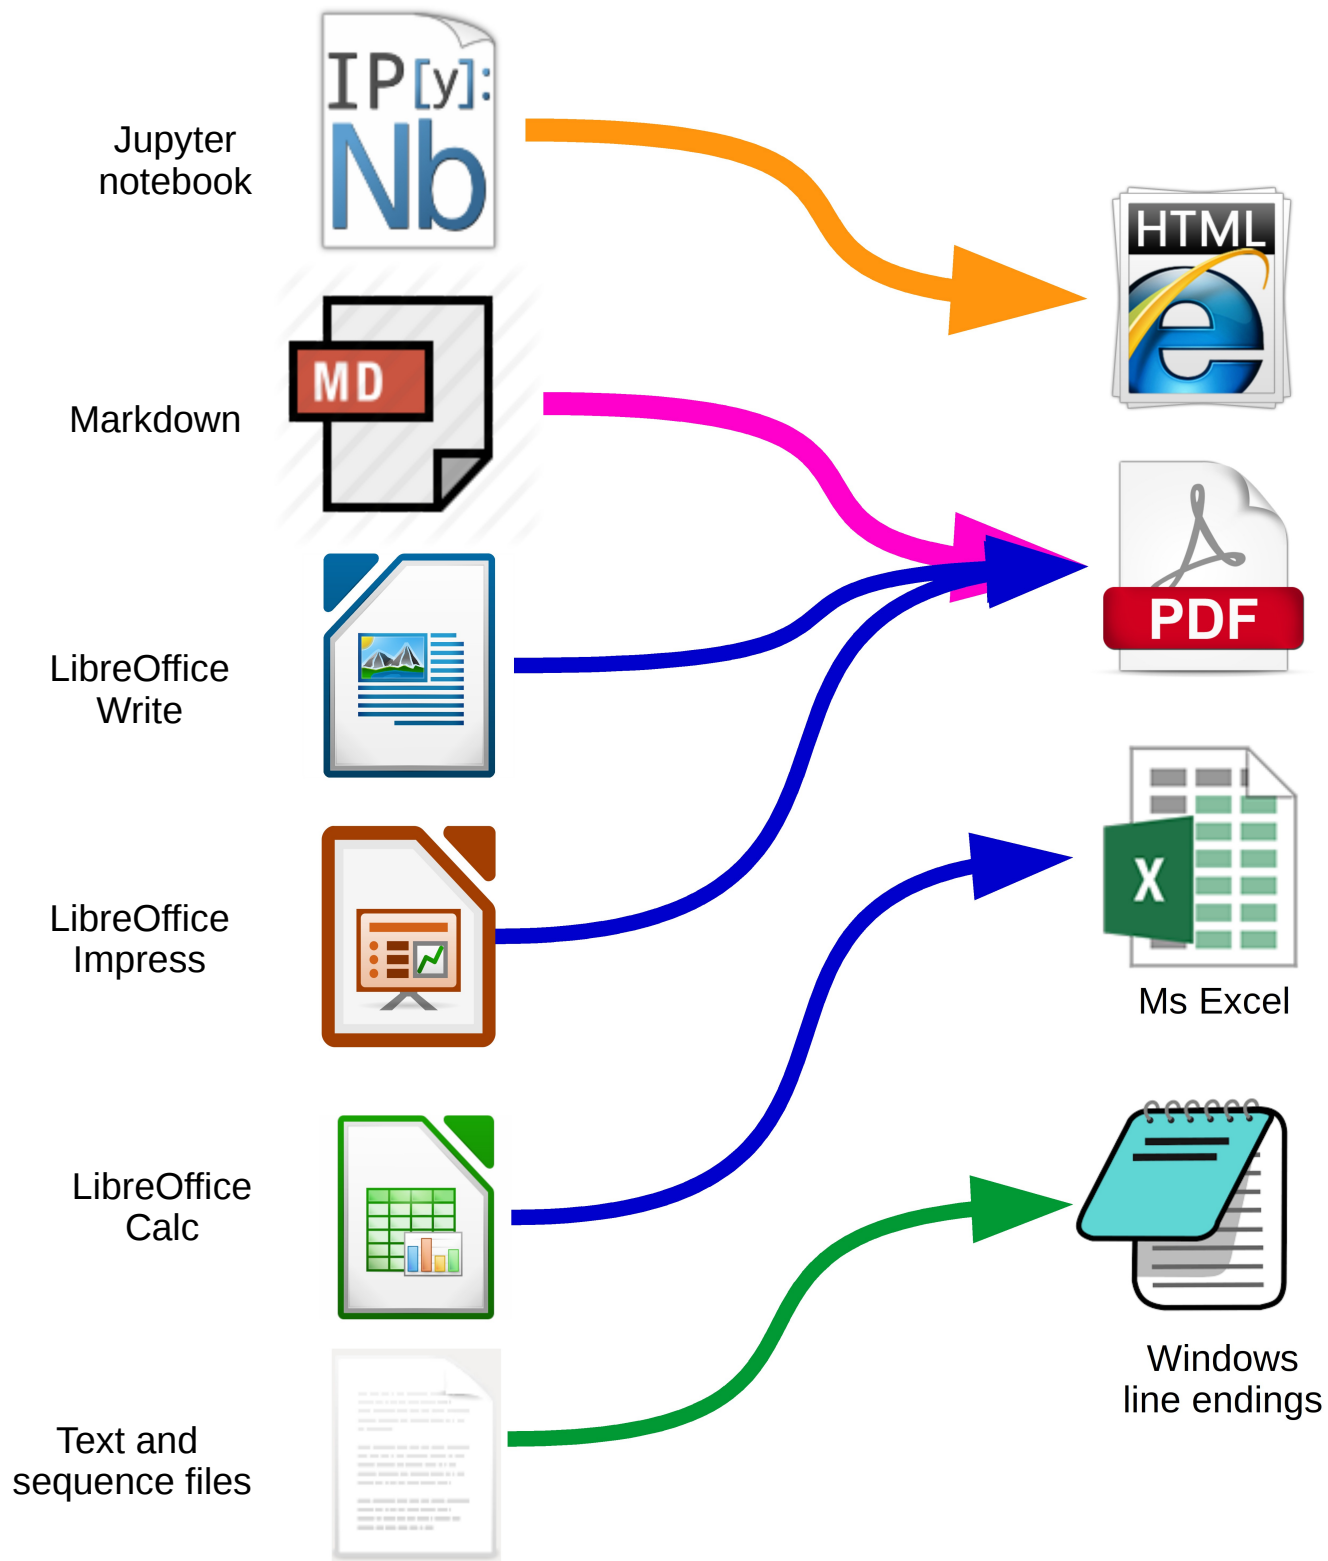 IP[y]:
Nb
Jupyter
notebook
HTML
MD
Markdown
PDF
LibreOffice
Write
X
Ms Excel
LibreOffice
Impress
LibreOffice
Calc
Windows
line endings
Text and
sequence files